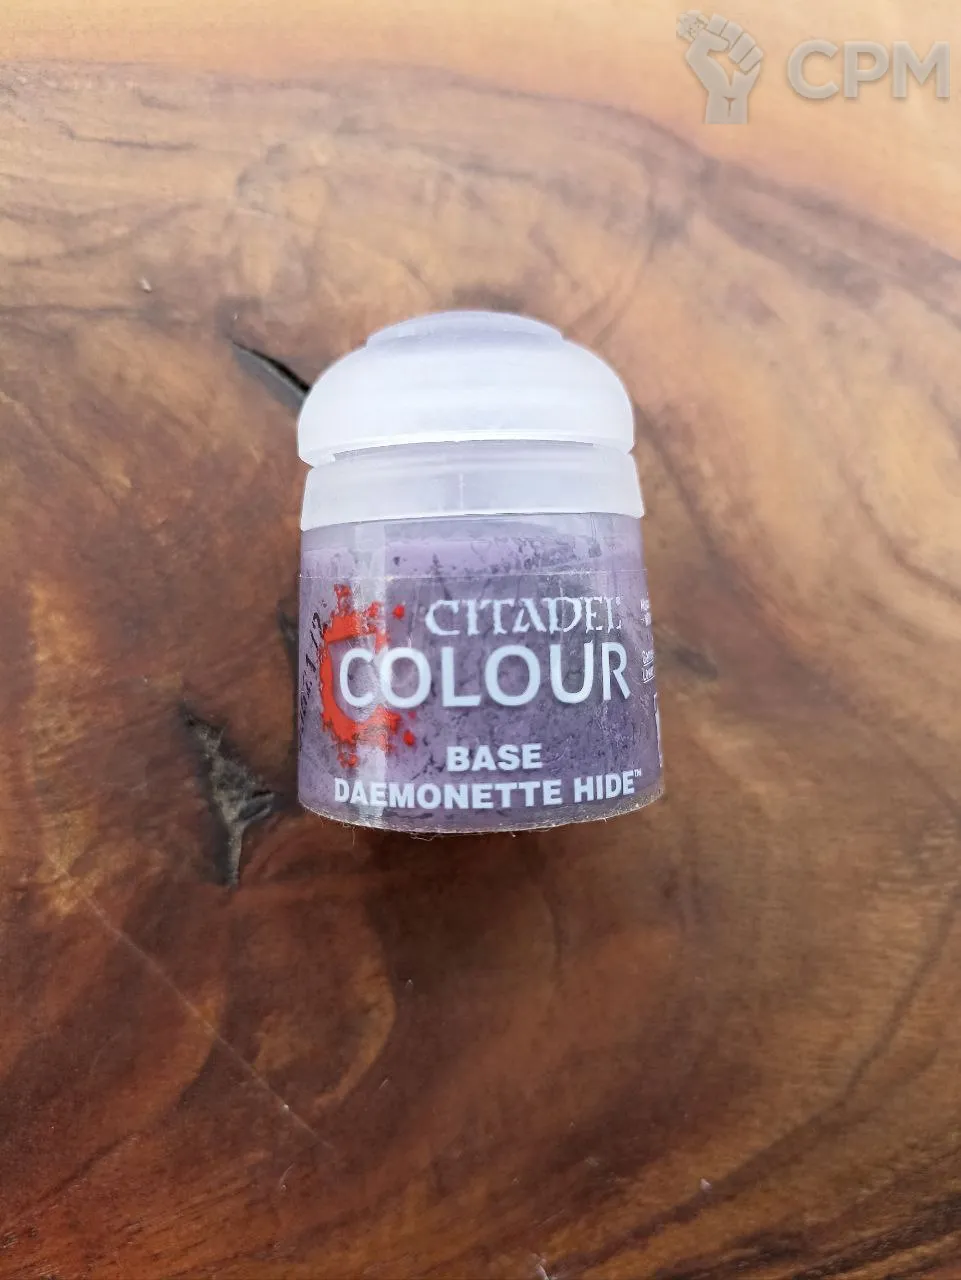 CPM
CITADEL
COLOUR
BASE
DAEMONETTE HIDE™